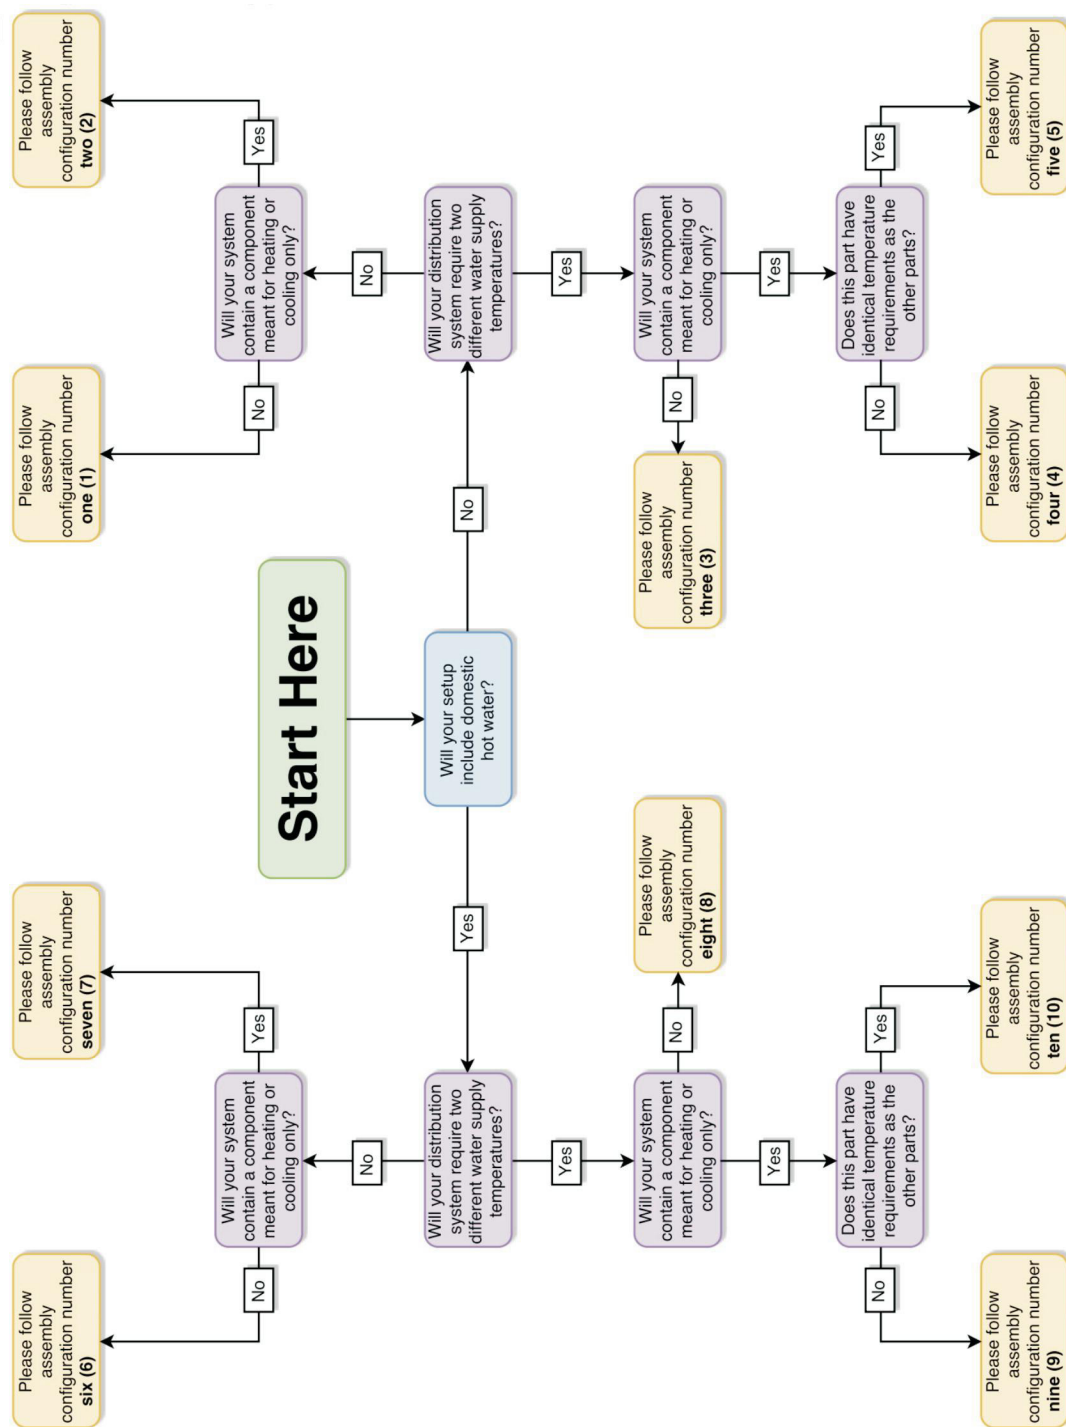 Please follow
assembly
configuration number
six (6)
Please follow
assembly
configuration number
seven (7)
Please follow
assembly
configuration number
one (1)
Please follow
assembly
configuration number
two (2)
No
Will your system
contain a component
meant for heating or
cooling only?
Yes
Start Here
No
Will your system
contain a component
meant for heating or
cooling only?
Yes
No
No
Will your distribution
system require two
different water supply
temperatures?
Yes
Will your setup
include domestic
hot water?
No
Will your distribution
system require two
different water supply
temperatures?
Yes
Yes
Will your system
contain a component
meant for heating or
cooling only?
No
Please follow
assembly
configuration number
eight (8)
Please follow
assembly
configuration number
three (3)
No
Will your system
contain a component
meant for heating or
cooling only?
Yes
Yes
No
Does this part have
identical temperature
requirements as the
other parts?
Yes
No
Does this part have
identical temperature
requirements as the
other parts?
Yes
Please follow
assembly
configuration number
nine (9)
Please follow
assembly
configuration number
ten (10)
Please follow
assembly
configuration number
four (4)
Please follow
assembly
configuration number
five (5)